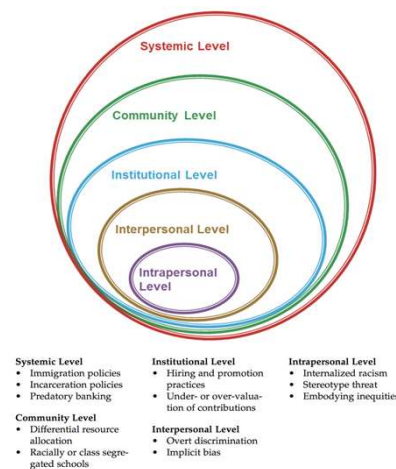 Systemic Level
Community Level
Institutional Level
Interpersonal Level
Intrapersonal
Level
Systemic Level
• Immigration policies
• Incarceration policies
• Predatory banking
Community Level
• Differential resource
allocation
• Racially or class segre-
gated schools
Institutional Level
• Hiring and promotion
practices
• Under- or over-valua-
tion of contributions
Interpersonal Level
• Overt discrimination
• Implicit bias
Intrapersonal Level
• Internalized racism
• Stereotype threat
• Embodying inequities